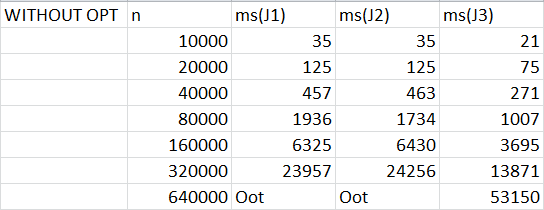 WITHOUT OPT n ms(J1) ms(J2) ms(J3)
10000 35 35 21
20000 125 125 75
40000 457 463 271
80000 1936 1734 1007
160000 6325 6430 3695
320000 23957 24256 13871
640000 Oot Oot 53150